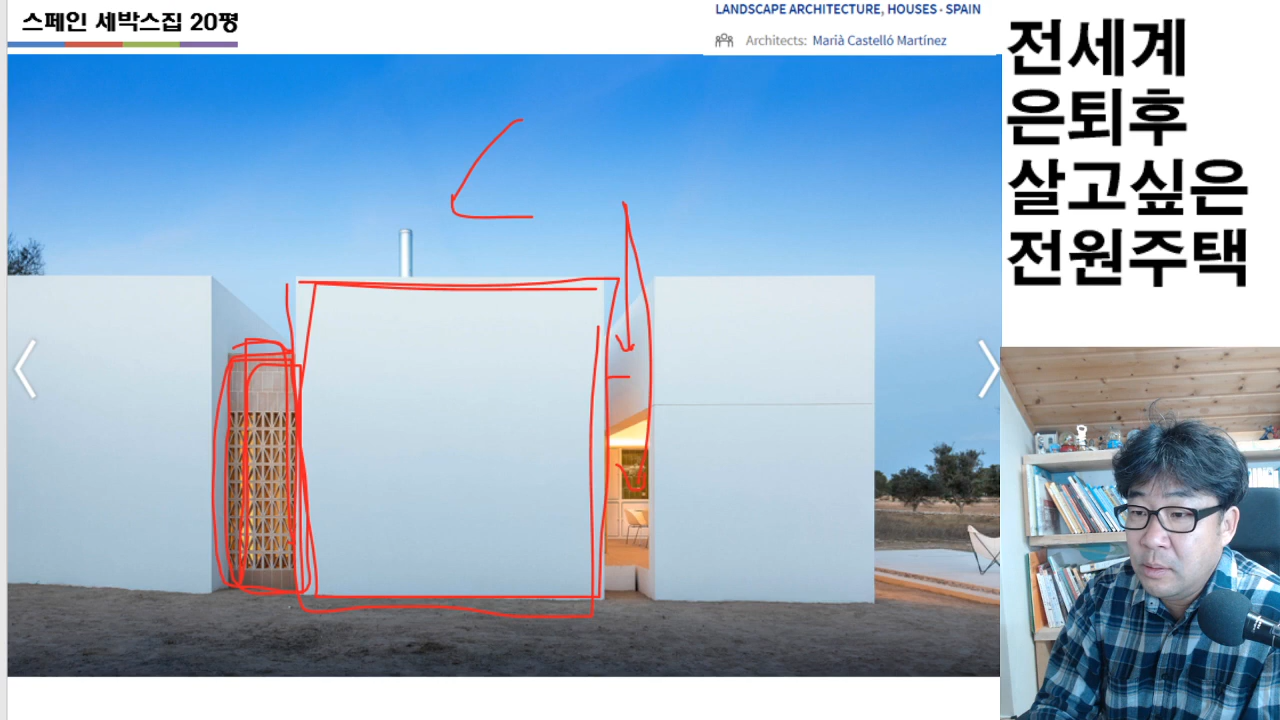 스페인 세박스집 20평
LANDSCAPE ARCHITECTURE, HOUSES · SPAIN
Architects: Marià Castelló Martínez
전세계
은퇴후
살고싶은
전원주택